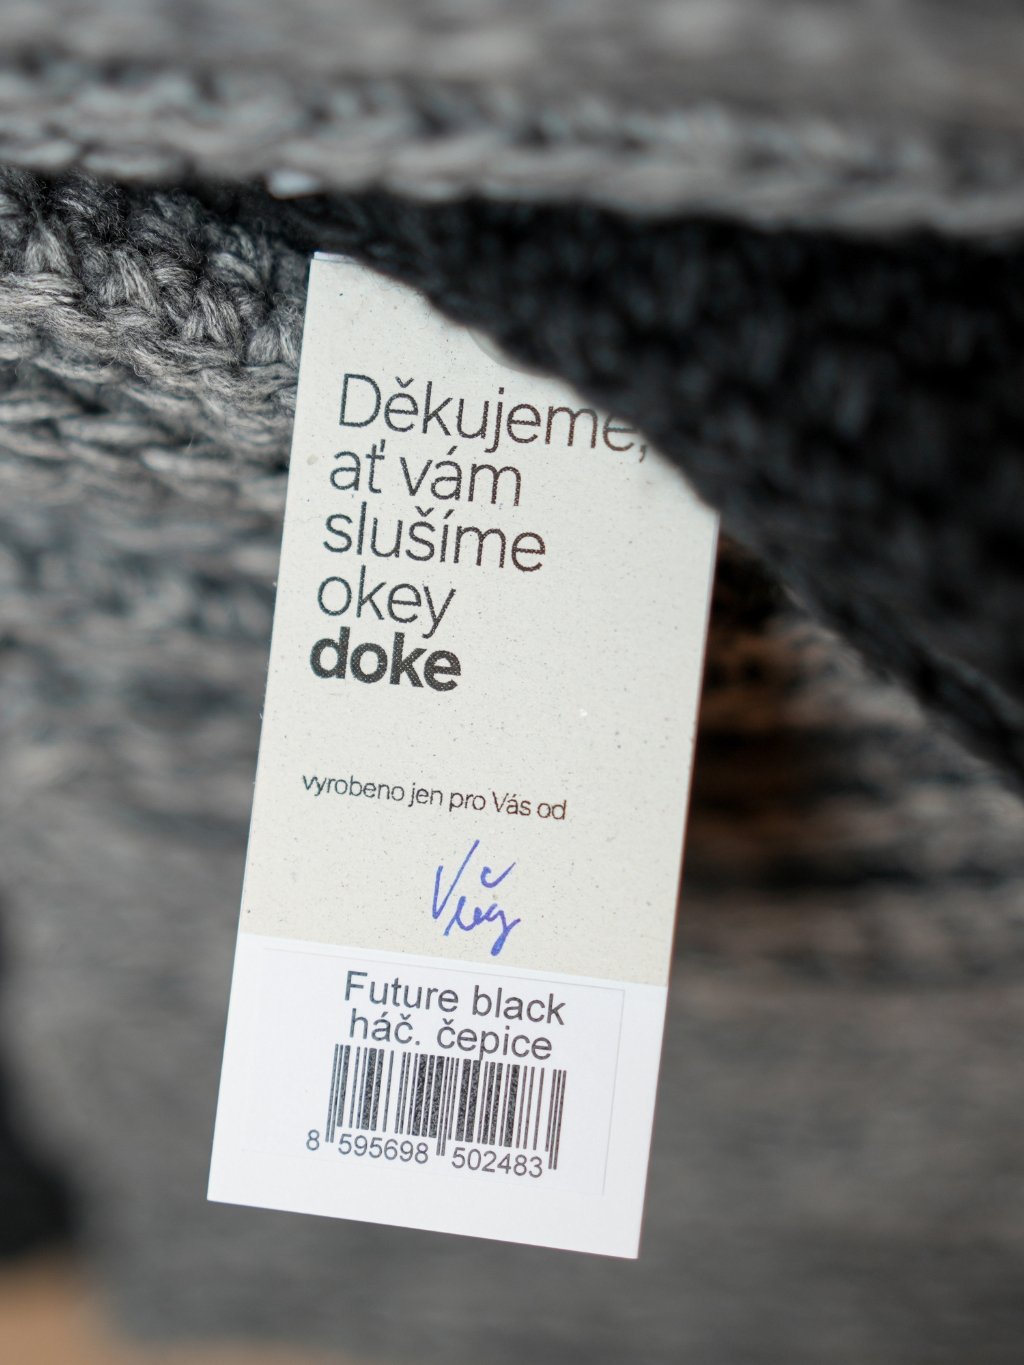 Děkujeme,
ať vám
slušíme
okey
doke
vyrobeno jen pro Vás od
Future black
háč. čepice
8 595698 502483